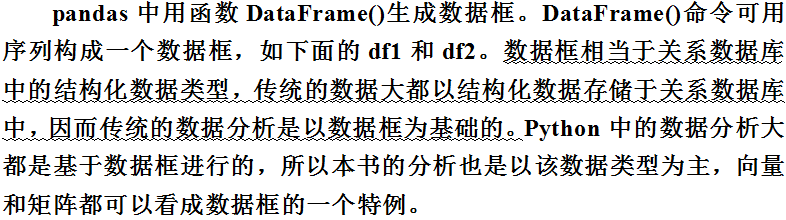 pandas 中用函数 DataFrame()生成数据框。DataFrame()命令可用
序列构成一个数据框，如下面的 df1 和 df2。数据框相当于关系数据库
中的结构化数据类型，传统的数据大都以结构化数据存储于关系数据库
中，因而传统的数据分析是以数据框为基础的。Python 中的数据分析大
都是基于数据框进行的，所以本书的分析也是以该数据类型为主，向量
和矩阵都可以看成数据框的一个特例。